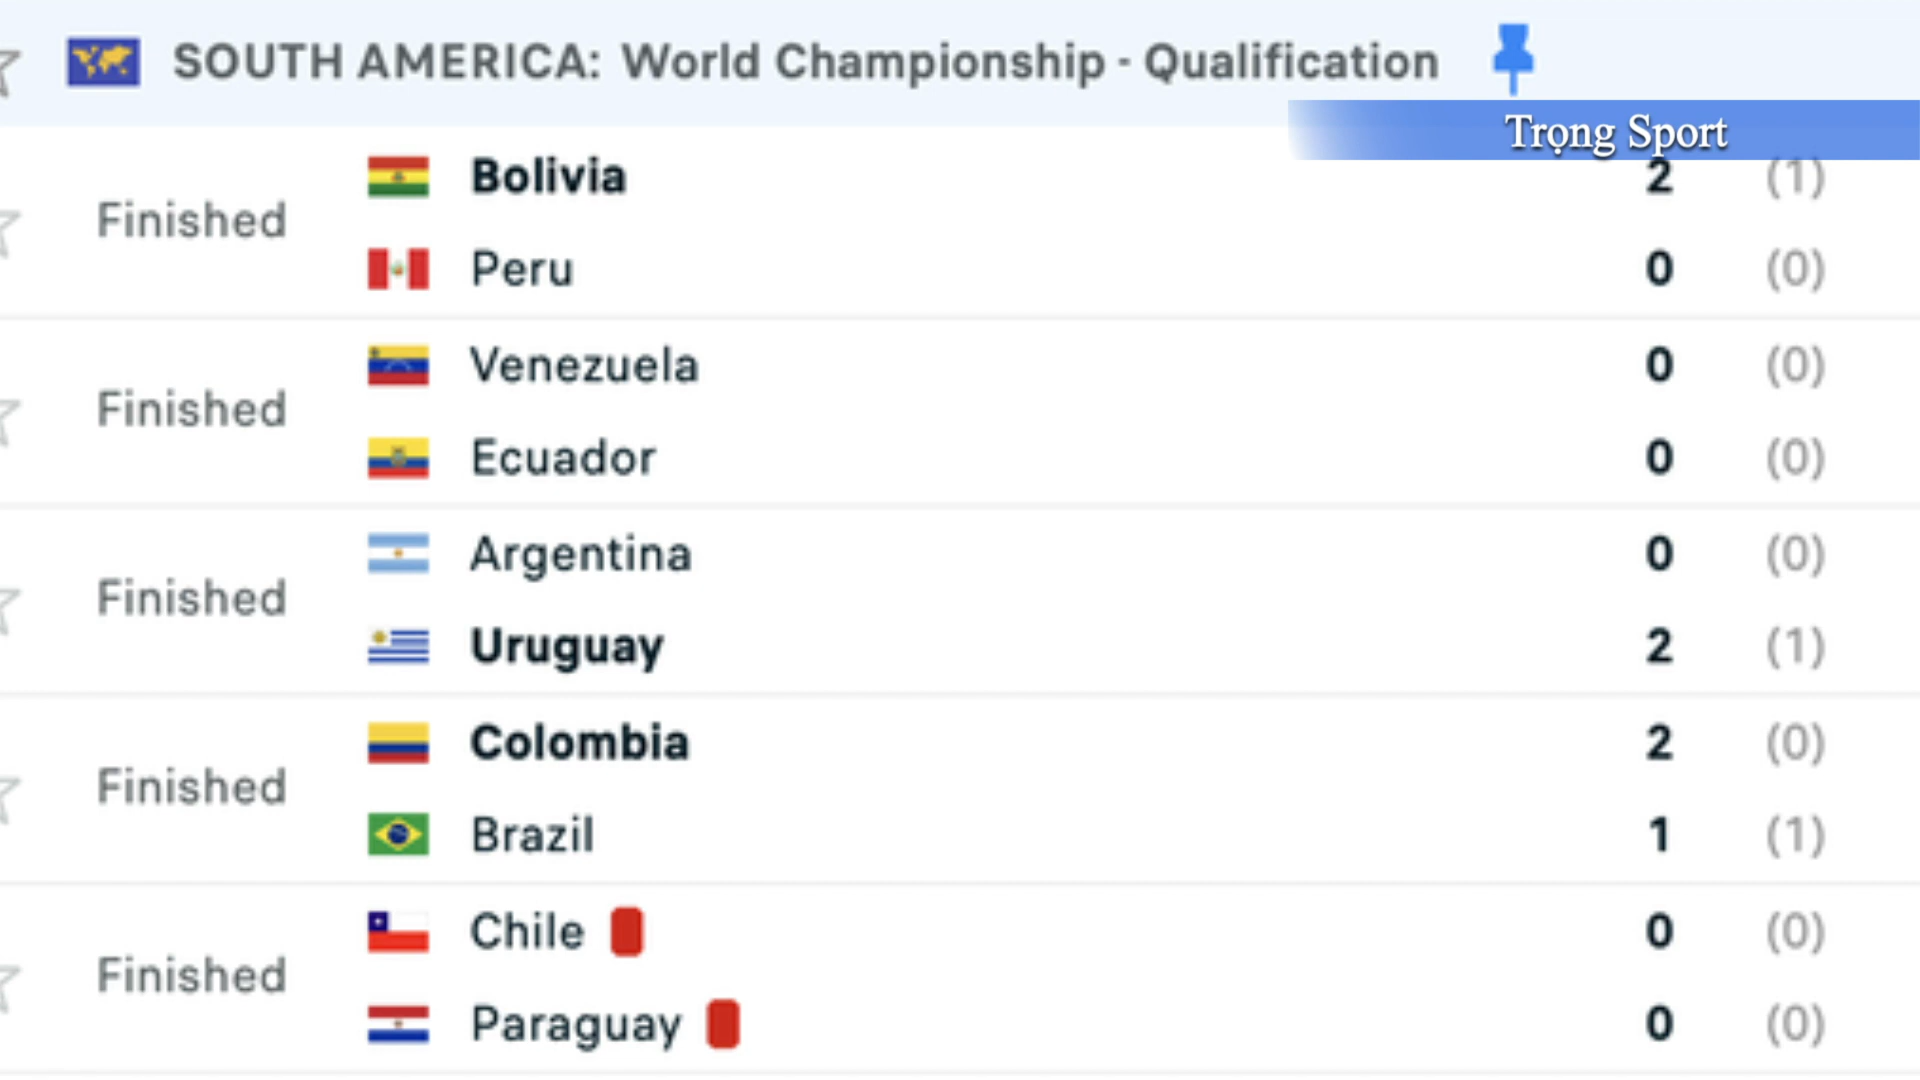 SOUTH AMERICA: World Championship - Qualification
Trọng Sport
Finished
Bolivia 2 (1)
Peru 0 (0)
Finished
Venezuela 0 (0)
Ecuador 0 (0)
Finished
Argentina 0 (0)
Uruguay 2 (1)
Finished
Colombia 2 (0)
Brazil 1 (1)
Finished
Chile 0 (0)
Paraguay 0 (0)